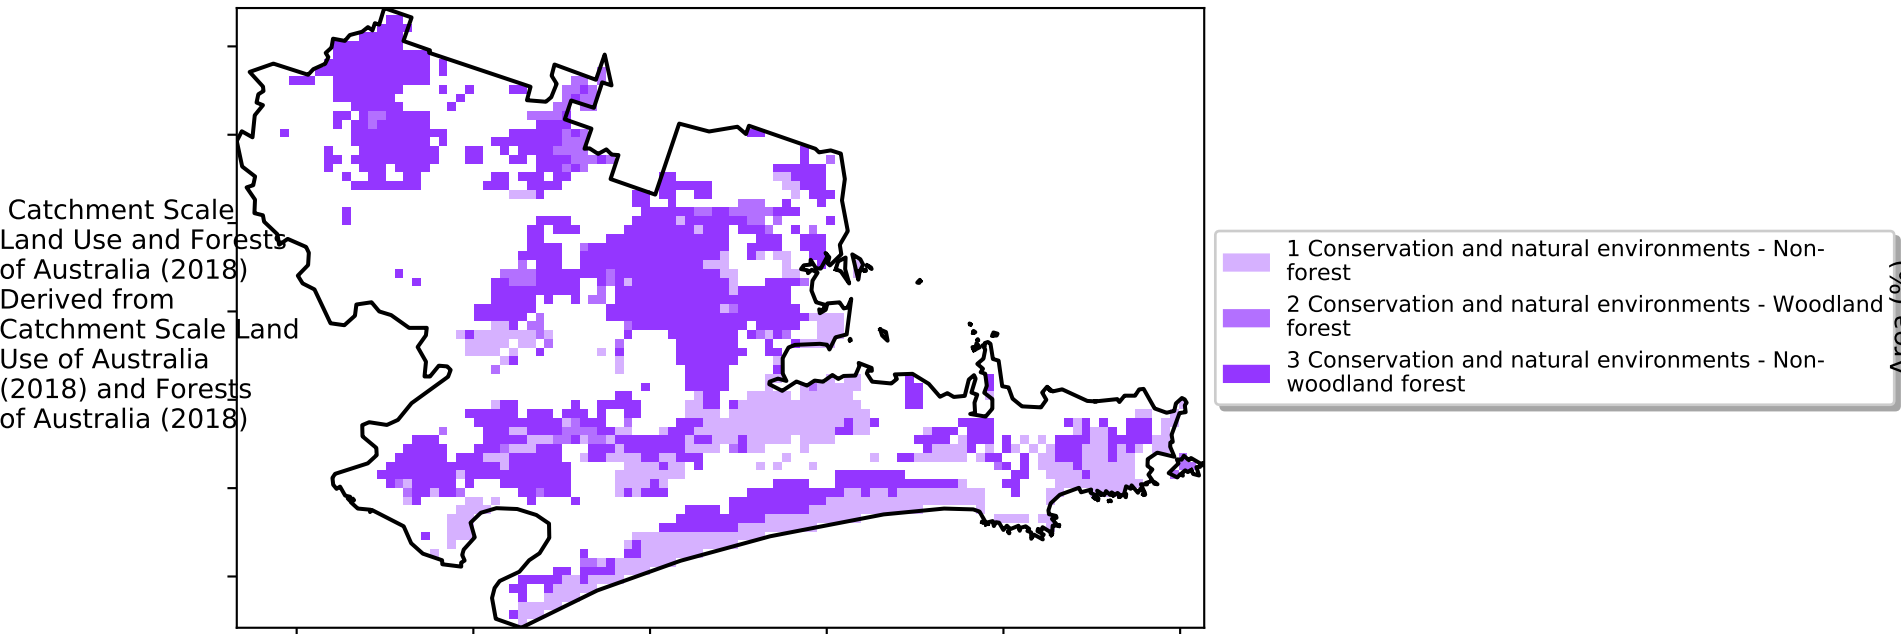 Catchment Scale
Land Use and Forests
of Australia (2018)
Derived from
Catchment Scale Land
Use of Australia
(2018) and Forests
of Australia (2018)
1 Conservation and natural environments - Non-
forest
2 Conservation and natural environments - Woodland
forest
3 Conservation and natural environments - Non-
woodland forest